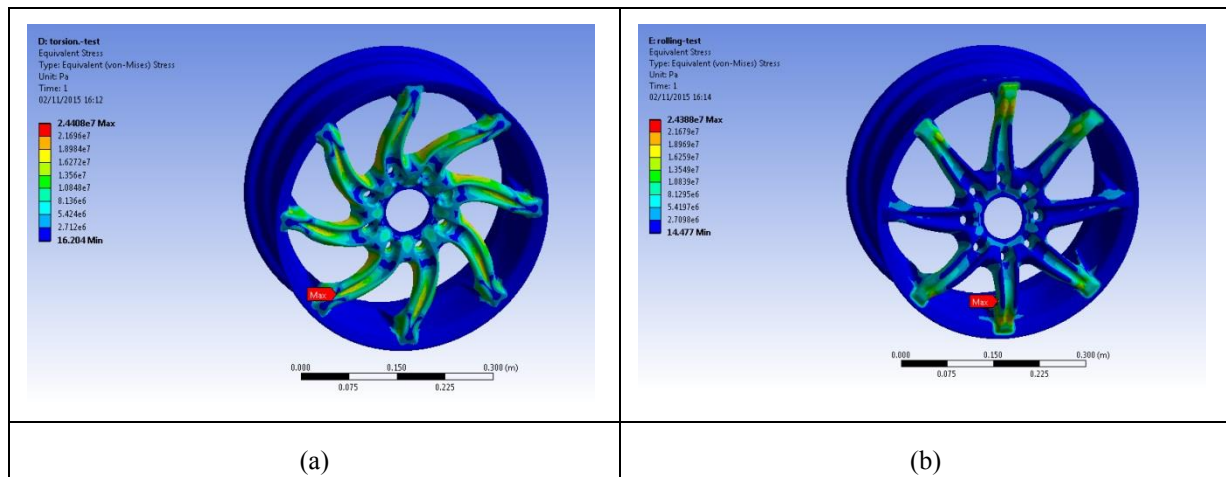 D: torsion.-test
Equivalent Stress
Type: Equivalent (von-Mises) Stress
Unit: Pa
Time: 1
02/11/2015 16:12
2.4408e7 Max
2.1696e7
1.8984e7
1.6272e7
1.356e7
1.0848e7
8.136e6
5.424e6
2.712e6
16.204 Min
Max
0.000 0.150 0.300 (m)
0.075 0.225
(a)
E: rolling-test
Equivalent Stress
Type: Equivalent (von-Mises) Stress
Unit: Pa
Time: 1
02/11/2015 16:14
2.4388e7 Max
2.1679e7
1.8969e7
1.6259e7
1.3549e7
1.0839e7
8.1295e6
5.4197e6
2.7098e6
14.477 Min
Max
0.000 0.150 0.300 (m)
0.075 0.225
(b)